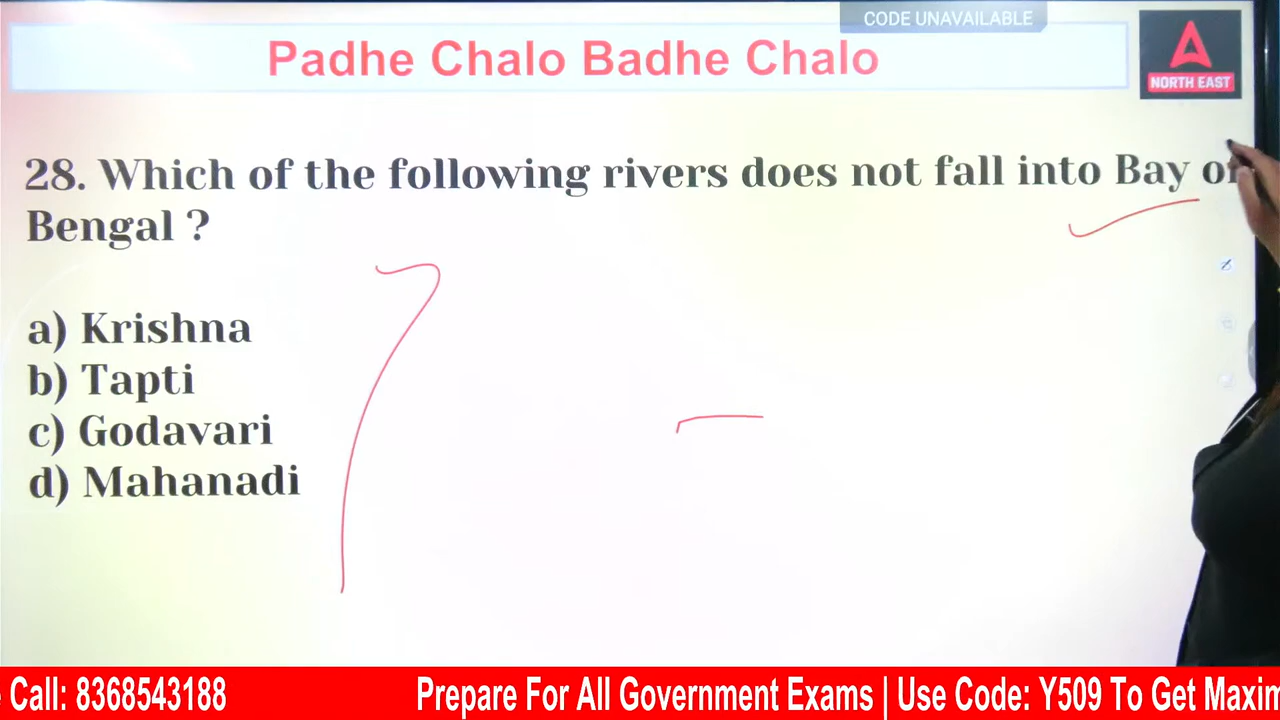 CODE UNAVAILABLE
Padhe Chalo Badhe Chalo
NORTH EAST
28. Which of the following rivers does not fall into Bay of
Bengal ?
a) Krishna
b) Tapti
c) Godavari
d) Mahanadi
Call: 8368543188
Prepare For All Government Exams | Use Code: Y509 To Get